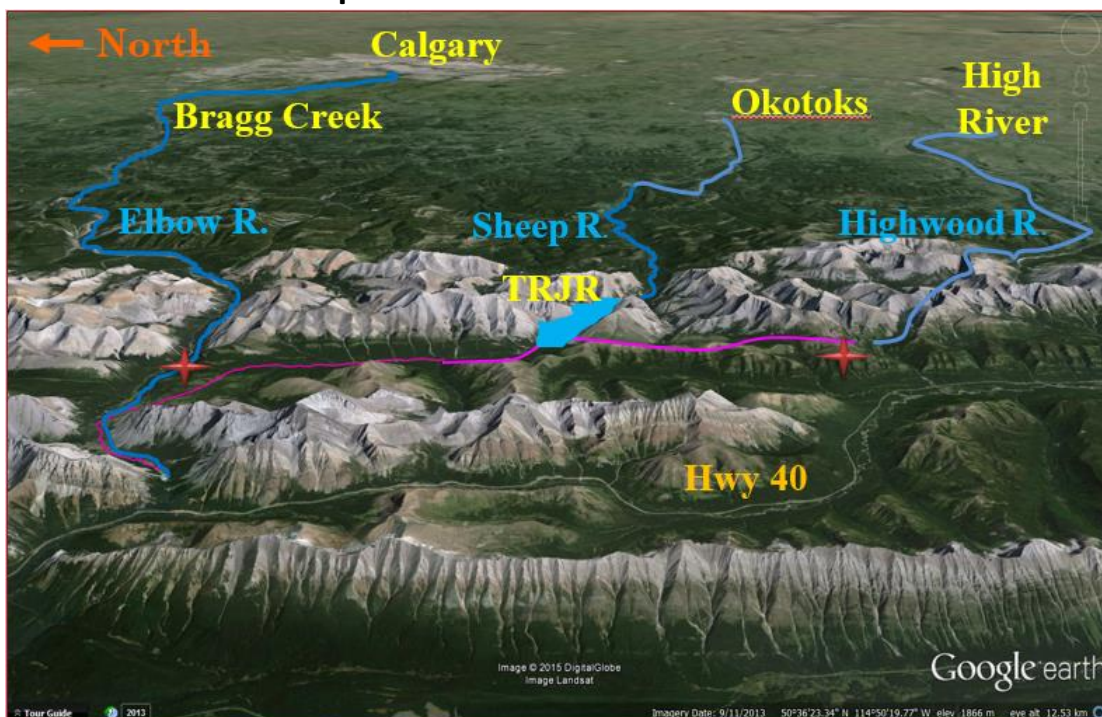 North
Calgary
Bragg Creek
Okotoks
High
River
Elbow R.
Sheep R.
Highwood R.
TRJR
Hwy 40
Image © 2015 DigitalGlobe
Image Landsat
Google earth
Tour Guide
2013
Imagery Date: 9/11/2013 50°36'23.34" N 114°50'19.77" W elev 1866 m eye alt 12.53 km